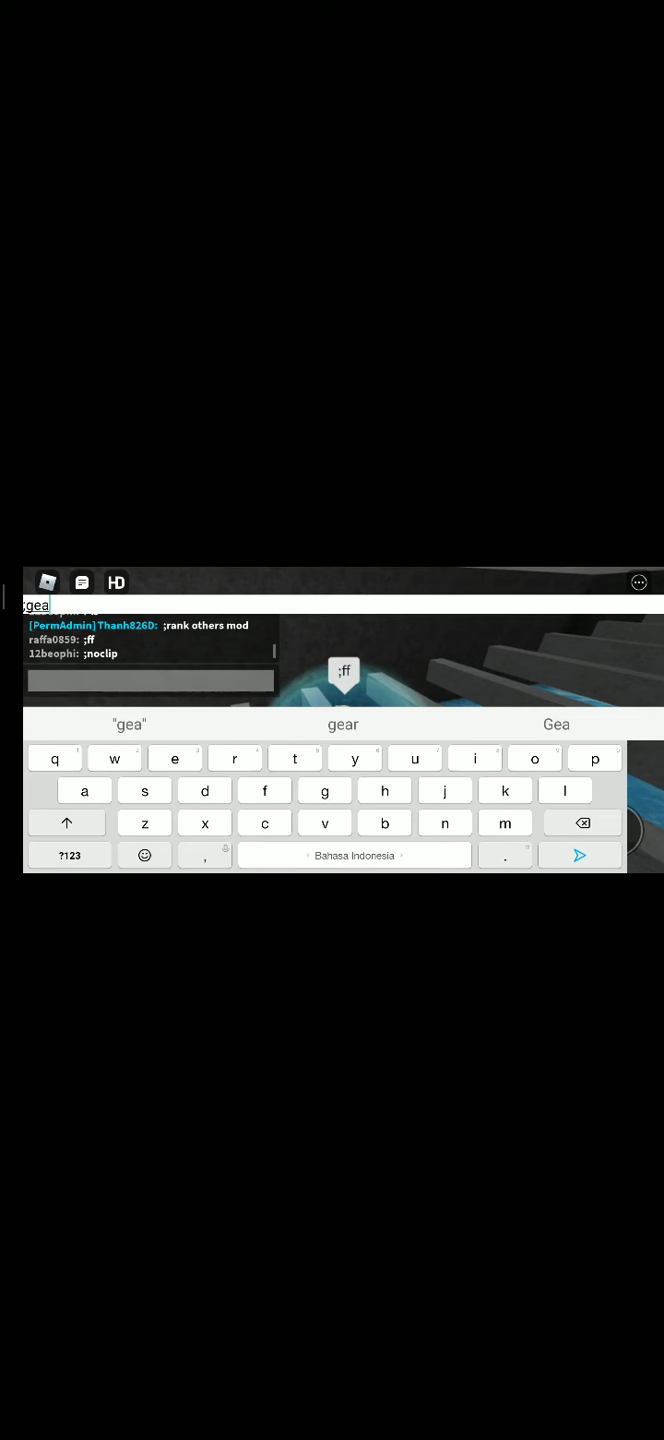 HD
;gea
[PermAdmin] Thanh826D: ;rank others mod
raffa0859: ;ff
12beophi: ;noclip
;ff
"gea" gear Gea
q w e r t y u i o p
a s d f g h j k l
z x c v b n m
?123 , Bahasa Indonesia .